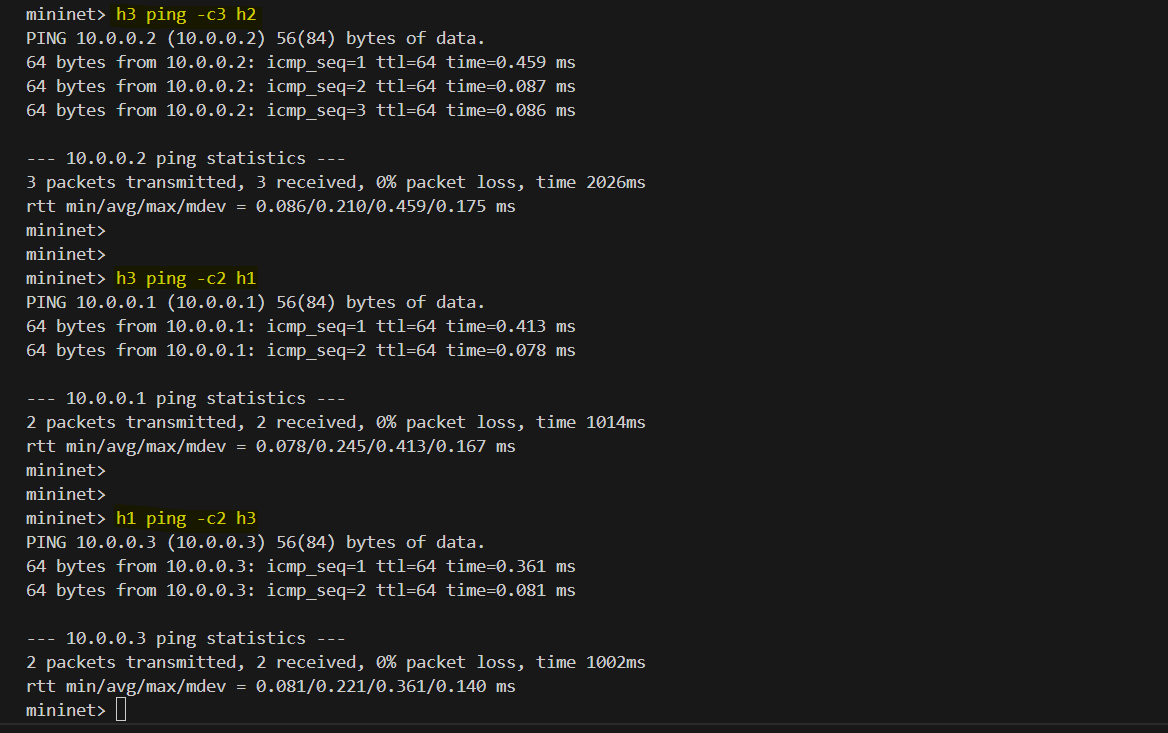 mininet> h3 ping -c3 h2
PING 10.0.0.2 (10.0.0.2) 56(84) bytes of data.
64 bytes from 10.0.0.2: icmp_seq=1 ttl=64 time=0.459 ms
64 bytes from 10.0.0.2: icmp_seq=2 ttl=64 time=0.087 ms
64 bytes from 10.0.0.2: icmp_seq=3 ttl=64 time=0.086 ms
--- 10.0.0.2 ping statistics ---
3 packets transmitted, 3 received, 0% packet loss, time 2026ms
rtt min/avg/max/mdev = 0.086/0.210/0.459/0.175 ms
mininet>
mininet>
mininet> h3 ping -c2 h1
PING 10.0.0.1 (10.0.0.1) 56(84) bytes of data.
64 bytes from 10.0.0.1: icmp_seq=1 ttl=64 time=0.413 ms
64 bytes from 10.0.0.1: icmp_seq=2 ttl=64 time=0.078 ms
--- 10.0.0.1 ping statistics ---
2 packets transmitted, 2 received, 0% packet loss, time 1014ms
rtt min/avg/max/mdev = 0.078/0.245/0.413/0.167 ms
mininet>
mininet>
mininet> h1 ping -c2 h3
PING 10.0.0.3 (10.0.0.3) 56(84) bytes of data.
64 bytes from 10.0.0.3: icmp_seq=1 ttl=64 time=0.361 ms
64 bytes from 10.0.0.3: icmp_seq=2 ttl=64 time=0.081 ms
--- 10.0.0.3 ping statistics ---
2 packets transmitted, 2 received, 0% packet loss, time 1002ms
rtt min/avg/max/mdev = 0.081/0.221/0.361/0.140 ms
mininet>